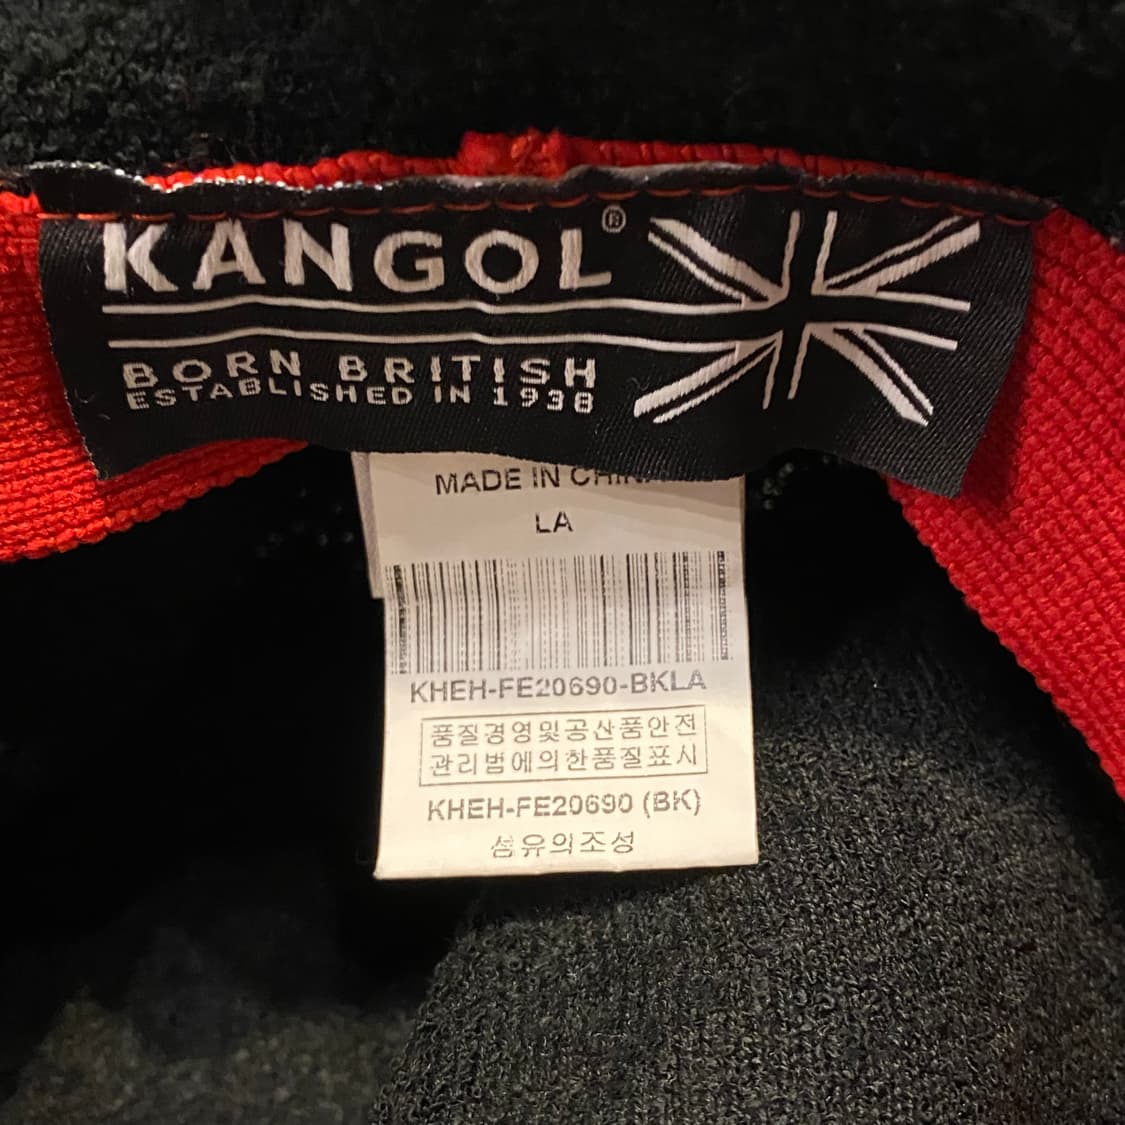 KANGOL®
BORN BRITISH
ESTABLISHED IN 1938
MADE IN CHINA
LA
KHEH-FE20690-BKLA
품질경영및공산품안전
관리법에의한품질표시
KHEH-FE20690 (BK)
섬유의조성